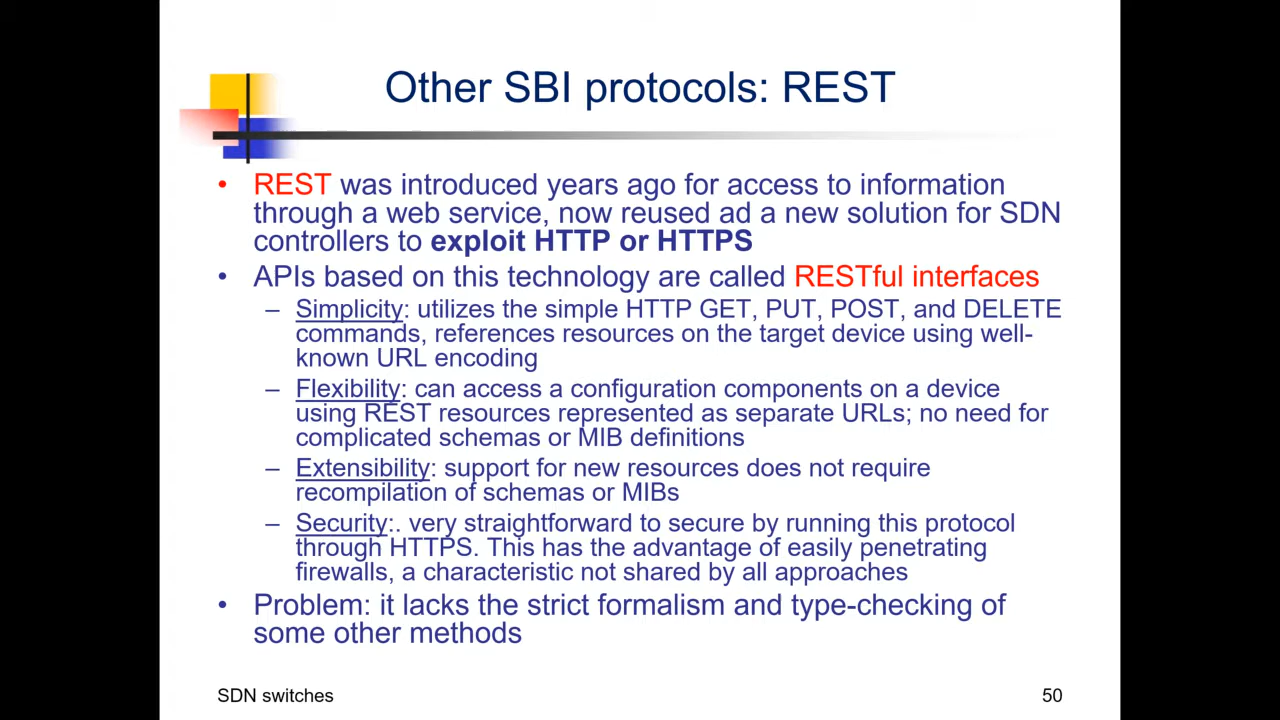 Other SBI protocols: REST
• REST was introduced years ago for access to information
through a web service, now reused ad a new solution for SDN
controllers to exploit HTTP or HTTPS
• APIs based on this technology are called RESTful interfaces
– Simplicity: utilizes the simple HTTP GET, PUT, POST, and DELETE
commands, references resources on the target device using well-
known URL encoding
– Flexibility: can access a configuration components on a device
using REST resources represented as separate URLs; no need for
complicated schemas or MIB definitions
– Extensibility: support for new resources does not require
recompilation of schemas or MIBs
– Security:. very straightforward to secure by running this protocol
through HTTPS. This has the advantage of easily penetrating
firewalls, a characteristic not shared by all approaches
• Problem: it lacks the strict formalism and type-checking of
some other methods
SDN switches
50